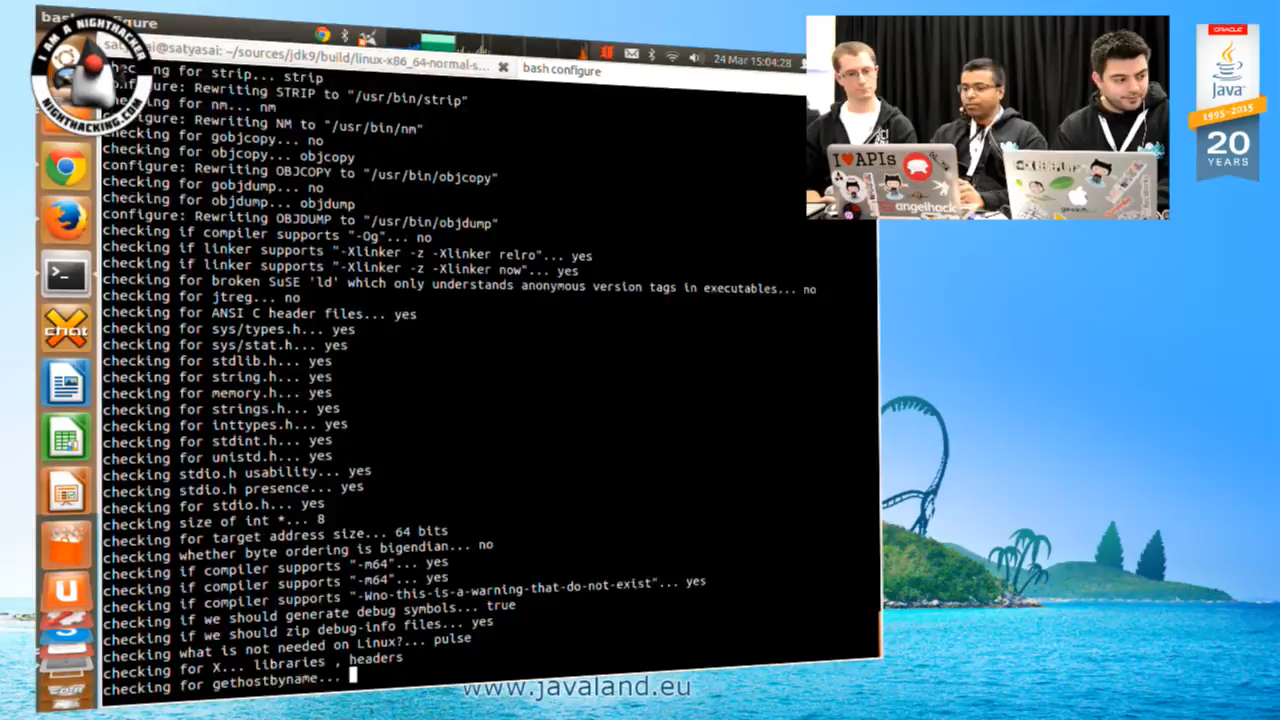 bash configure
satyasai@satyasai: ~/sources/jdk9/build/linux-x86_64-normal-s...
bash configure
24 Mar 15:04:28
checking for strip... strip
configure: Rewriting STRIP to "/usr/bin/strip"
checking for nm... nm
configure: Rewriting NM to "/usr/bin/nm"
checking for gobjcopy... no
checking for objcopy... objcopy
configure: Rewriting OBJCOPY to "/usr/bin/objcopy"
checking for gobjdump... no
checking for objdump... objdump
configure: Rewriting OBJDUMP to "/usr/bin/objdump"
checking if compiler supports "-Og"... no
checking if linker supports "-Xlinker -z -Xlinker relro"... yes
checking if linker supports "-Xlinker -z -Xlinker now"... yes
checking for broken SuSE 'ld' which only understands anonymous version tags in executables... no
checking for jtreg... no
checking for ANSI C header files... yes
checking for sys/types.h... yes
checking for sys/stat.h... yes
checking for stdlib.h... yes
checking for string.h... yes
checking for memory.h... yes
checking for strings.h... yes
checking for inttypes.h... yes
checking for stdint.h... yes
checking for unistd.h... yes
checking stdio.h usability... yes
checking stdio.h presence... yes
checking for stdio.h... yes
checking size of int *... 8
checking for target address size... 64 bits
checking whether byte ordering is bigendian... no
checking if compiler supports "-m64"... yes
checking if compiler supports "-m64"... yes
checking if compiler supports "-Wno-this-is-a-warning-that-do-not-exist"... yes
checking if we should generate debug symbols... true
checking if we should zip debug-info files... yes
checking what is not needed on Linux?... pulse
checking for X... libraries , headers
checking for gethostbyname...
I AM A NIGHTHACKER
NIGHTHACKING.COM
chat
U
I ♥ APIs
angelhack
ORACLE
Java
1995-2015
20
YEARS
www.javaland.eu